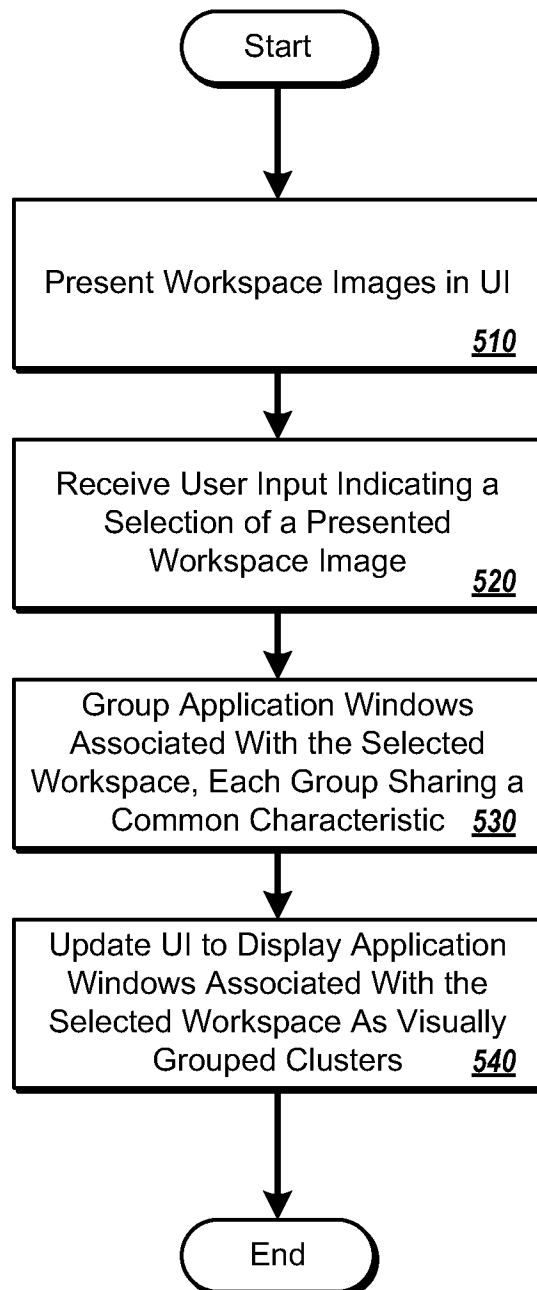 Start
Present Workspace Images in UI
510
Receive User Input Indicating a
Selection of a Presented
Workspace Image
520
Group Application Windows
Associated With the Selected
Workspace, Each Group Sharing a
Common Characteristic 530
Update UI to Display Application
Windows Associated With the
Selected Workspace As Visually
Grouped Clusters 540
End